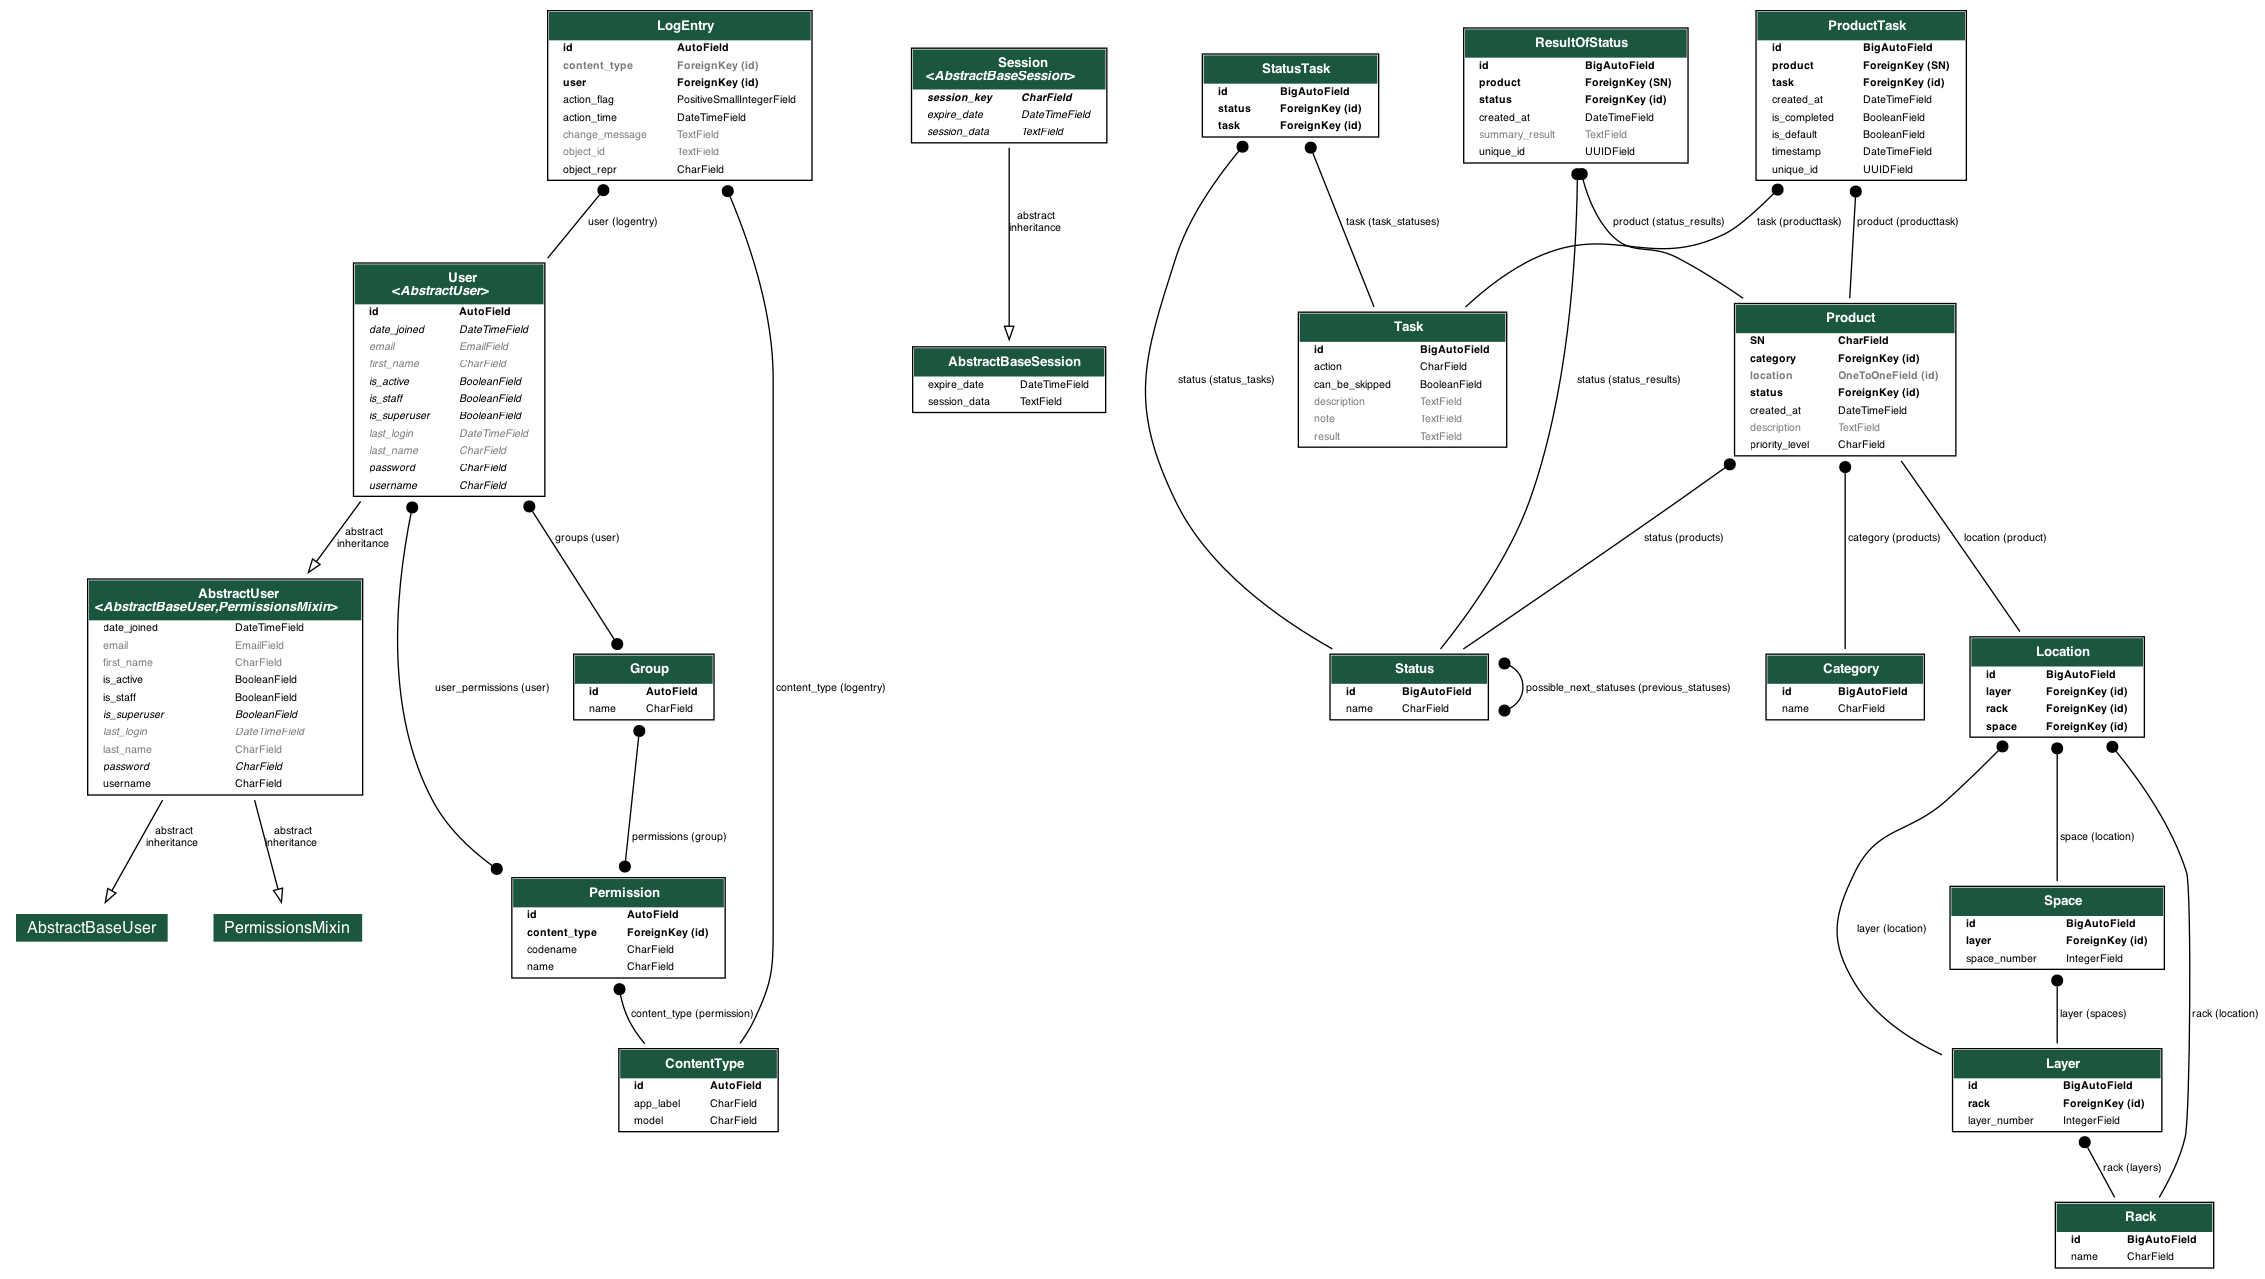 LogEntry
id AutoField
content_type ForeignKey (id)
user ForeignKey (id)
action_flag PositiveSmallIntegerField
action_time DateTimeField
change_message TextField
object_id TextField
object_repr CharField
user (logentry)
User
<AbstractUser>
id AutoField
date_joined DateTimeField
email EmailField
first_name CharField
is_active BooleanField
is_staff BooleanField
is_superuser BooleanField
last_login DateTimeField
last_name CharField
password CharField
username CharField
abstract
inheritance
groups (user)
AbstractUser
<AbstractBaseUser,PermissionsMixin>
date_joined DateTimeField
email EmailField
first_name CharField
is_active BooleanField
is_staff BooleanField
is_superuser BooleanField
last_login DateTimeField
last_name CharField
password CharField
username CharField
user_permissions (user)
Group
id AutoField
name CharField
content_type (logentry)
abstract
inheritance
abstract
inheritance
permissions (group)
AbstractBaseUser
PermissionsMixin
Permission
id AutoField
content_type ForeignKey (id)
codename CharField
name CharField
content_type (permission)
ContentType
id AutoField
app_label CharField
model CharField
Session
<AbstractBaseSession>
session_key CharField
expire_date DateTimeField
session_data TextField
abstract
inheritance
AbstractBaseSession
expire_date DateTimeField
session_data TextField
StatusTask
id BigAutoField
status ForeignKey (id)
task ForeignKey (id)
ResultOfStatus
id BigAutoField
product ForeignKey (SN)
status ForeignKey (id)
created_at DateTimeField
summary_result TextField
unique_id UUIDField
ProductTask
id BigAutoField
product ForeignKey (SN)
task ForeignKey (id)
created_at DateTimeField
is_completed BooleanField
is_default BooleanField
timestamp DateTimeField
unique_id UUIDField
task (task_statuses)
product (status_results)
task (producttask)
product (producttask)
Task
id BigAutoField
action CharField
can_be_skipped BooleanField
description TextField
note TextField
result TextField
Product
SN CharField
category ForeignKey (id)
location OneToOneField (id)
status ForeignKey (id)
created_at DateTimeField
description TextField
priority_level CharField
status (status_tasks)
status (status_results)
status (products)
category (products)
location (product)
Status
id BigAutoField
name CharField
possible_next_statuses (previous_statuses)
Category
id BigAutoField
name CharField
Location
id BigAutoField
layer ForeignKey (id)
rack ForeignKey (id)
space ForeignKey (id)
space (location)
layer (location)
Space
id BigAutoField
layer ForeignKey (id)
space_number IntegerField
layer (spaces)
rack (location)
Layer
id BigAutoField
rack ForeignKey (id)
layer_number IntegerField
rack (layers)
Rack
id BigAutoField
name CharField